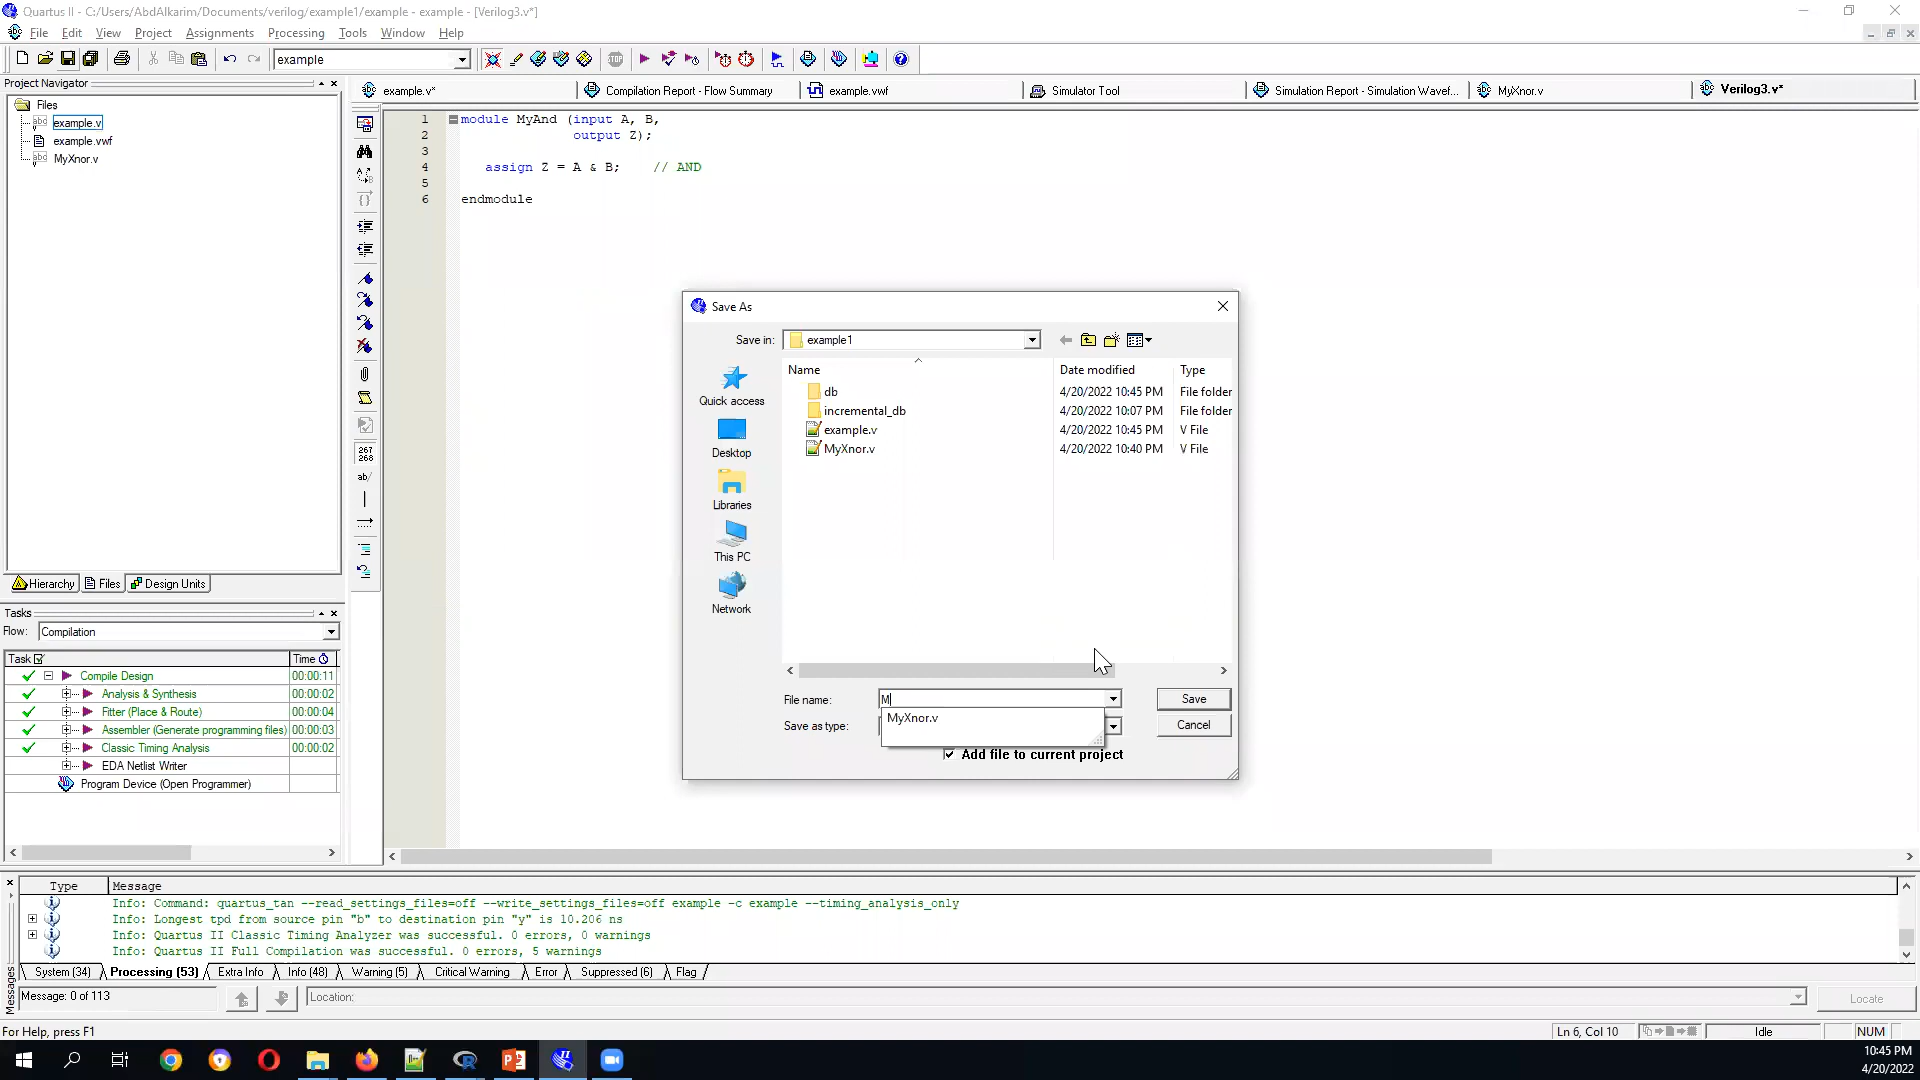 Quartus II - C:/Users/AbdAlkarim/Documents/verilog/example1/example - example - [Verilog3.v*]
File Edit View Project Assignments Processing Tools Window Help
example
Project Navigator
example.v* Compilation Report - Flow Summary example.vwf Simulator Tool Simulation Report - Simulation Wavef... MyXnor.v Verilog3.v*
Files
example.v
example.vwf
MyXnor.v
1 module MyAnd (input A, B,
2 output Z);
3
4 assign Z = A & B; // AND
5
6 endmodule
267
268
ab/
Save As
Save in: example1
Name Date modified Type
db 4/20/2022 10:45 PM File folder
incremental_db 4/20/2022 10:07 PM File folder
example.v 4/20/2022 10:45 PM V File
MyXnor.v 4/20/2022 10:40 PM V File
Quick access
Desktop
Libraries
This PC
Network
File name: M Save
MyXnor.v
Save as type: Cancel
Add file to current project
Hierarchy Files Design Units
Tasks
Flow: Compilation
Task Time
Compile Design 00:00:11
Analysis & Synthesis 00:00:02
Fitter (Place & Route) 00:00:04
Assembler (Generate programming files) 00:00:03
Classic Timing Analysis 00:00:02
EDA Netlist Writer
Program Device (Open Programmer)
Type Message
Info: Command: quartus_tan --read_settings_files=off --write_settings_files=off example -c example --timing_analysis_only
Info: Longest tpd from source pin "b" to destination pin "y" is 10.206 ns
Info: Quartus II Classic Timing Analyzer was successful. 0 errors, 0 warnings
Info: Quartus II Full Compilation was successful. 0 errors, 5 warnings
System (34) Processing (53) Extra Info Info (48) Warning (5) Critical Warning Error Suppressed (6) Flag
Messages
Message: 0 of 113 Location: Locate
For Help, press F1 Ln 6, Col 10 Idle NUM
10:45 PM
4/20/2022